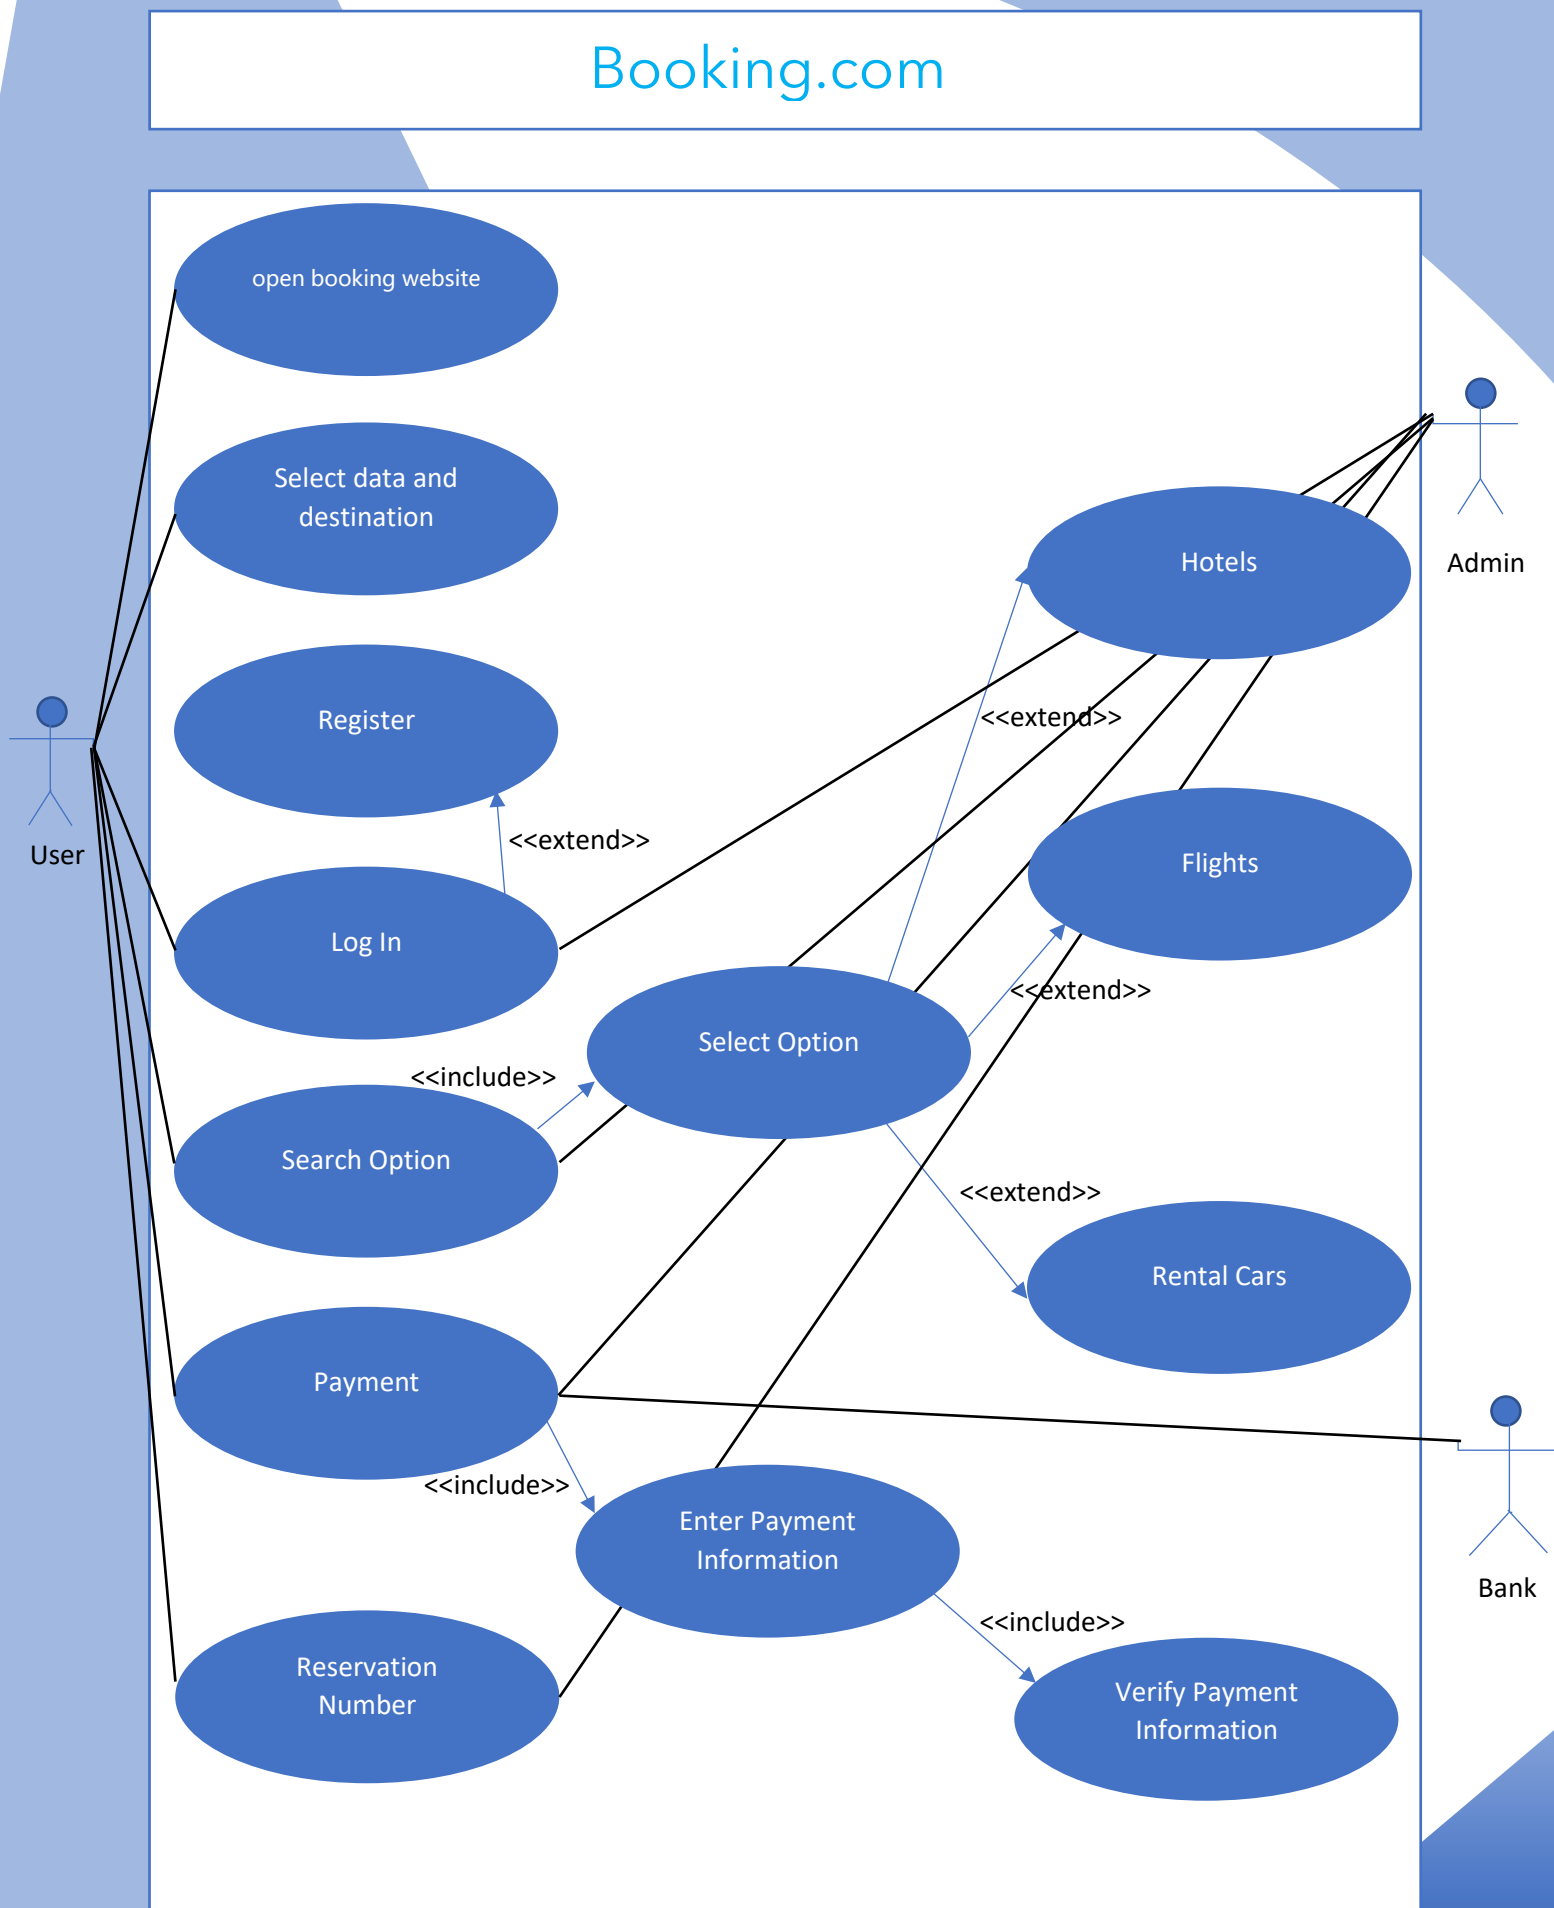 Booking.com
open booking website
Select data and
destination
Hotels
Admin
Register
<<extend>>
<<extend>>
User
Flights
Log In
<<extend>>
Select Option
<<include>>
Search Option
<<extend>>
Rental Cars
Payment
<<include>>
Enter Payment
Information
Bank
<<include>>
Reservation
Number
Verify Payment
Information